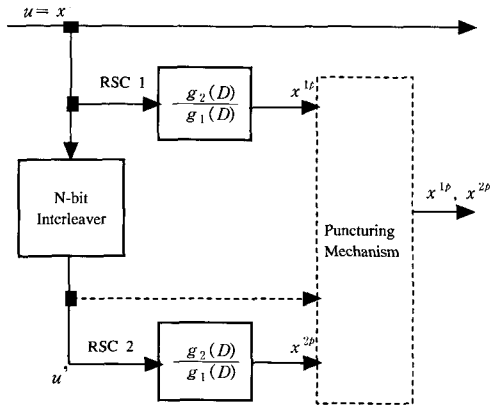 u = x
RSC 1
g₂(D)
g₁(D)
x¹ᵖ
N-bit
Interleaver
x¹ᵖ, x²ᵖ
Puncturing
Mechanism
RSC 2
g₂(D)
g₁(D)
x²ᵖ
u'